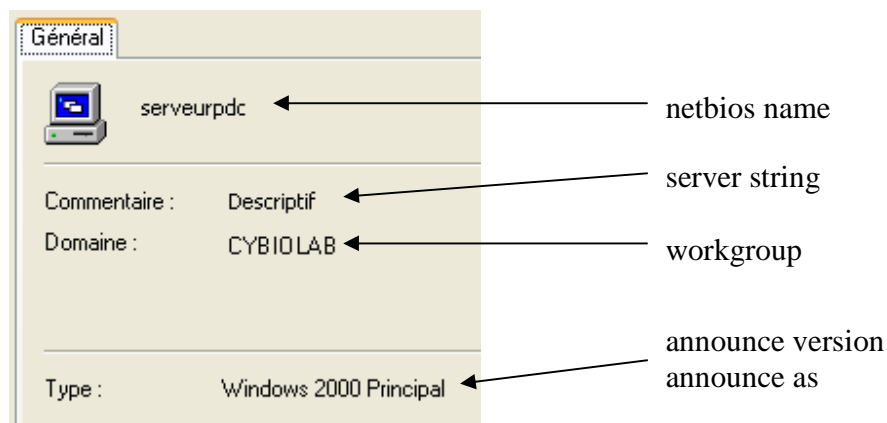 Général
serveurpdc
netbios name
Commentaire : Descriptif
server string
Domaine : CYBIOLAB
workgroup
Type : Windows 2000 Principal
announce version
announce as